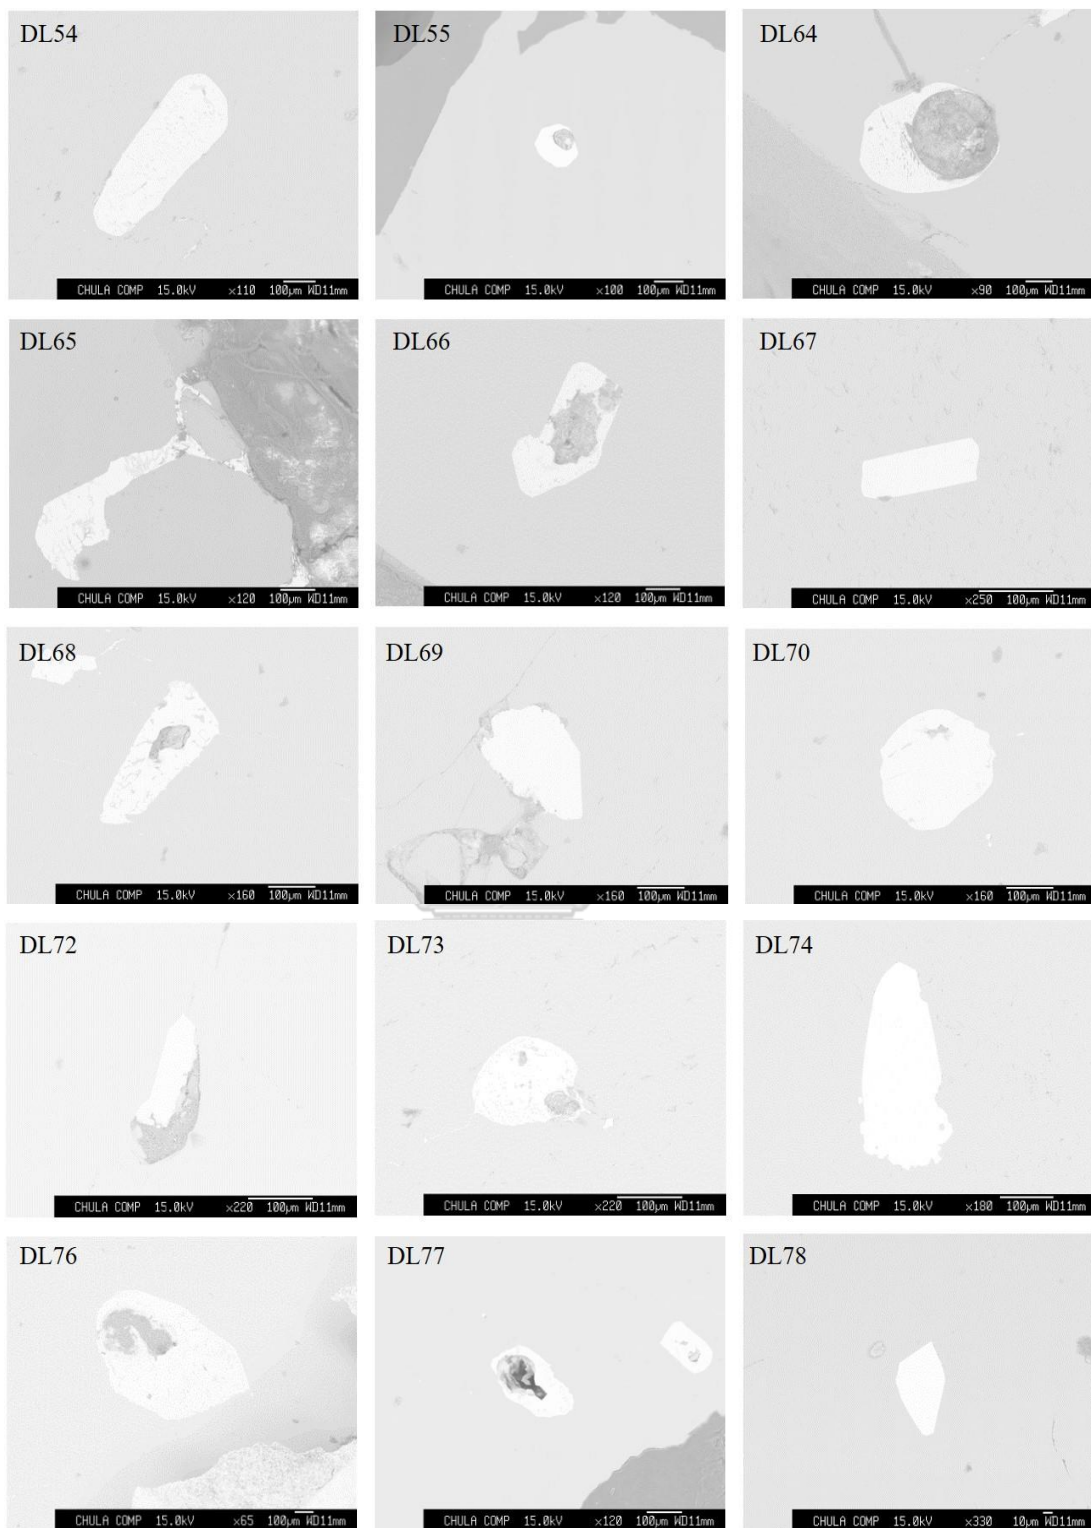 DL54
CHULA COMP 15.0kV ×110 100μm WD11mm
DL55
CHULA COMP 15.0kV ×100 100μm WD11mm
DL64
CHULA COMP 15.0kV ×90 100μm WD11mm
DL65
CHULA COMP 15.0kV ×120 100μm WD11mm
DL66
CHULA COMP 15.0kV ×120 100μm WD11mm
DL67
CHULA COMP 15.0kV ×250 100μm WD11mm
DL68
CHULA COMP 15.0kV ×160 100μm WD11mm
DL69
CHULA COMP 15.0kV ×160 100μm WD11mm
DL70
CHULA COMP 15.0kV ×160 100μm WD11mm
DL72
CHULA COMP 15.0kV ×220 100μm WD11mm
DL73
CHULA COMP 15.0kV ×220 100μm WD11mm
DL74
CHULA COMP 15.0kV ×180 100μm WD11mm
DL76
CHULA COMP 15.0kV ×65 100μm WD11mm
DL77
CHULA COMP 15.0kV ×120 100μm WD11mm
DL78
CHULA COMP 15.0kV ×330 10μm WD11mm